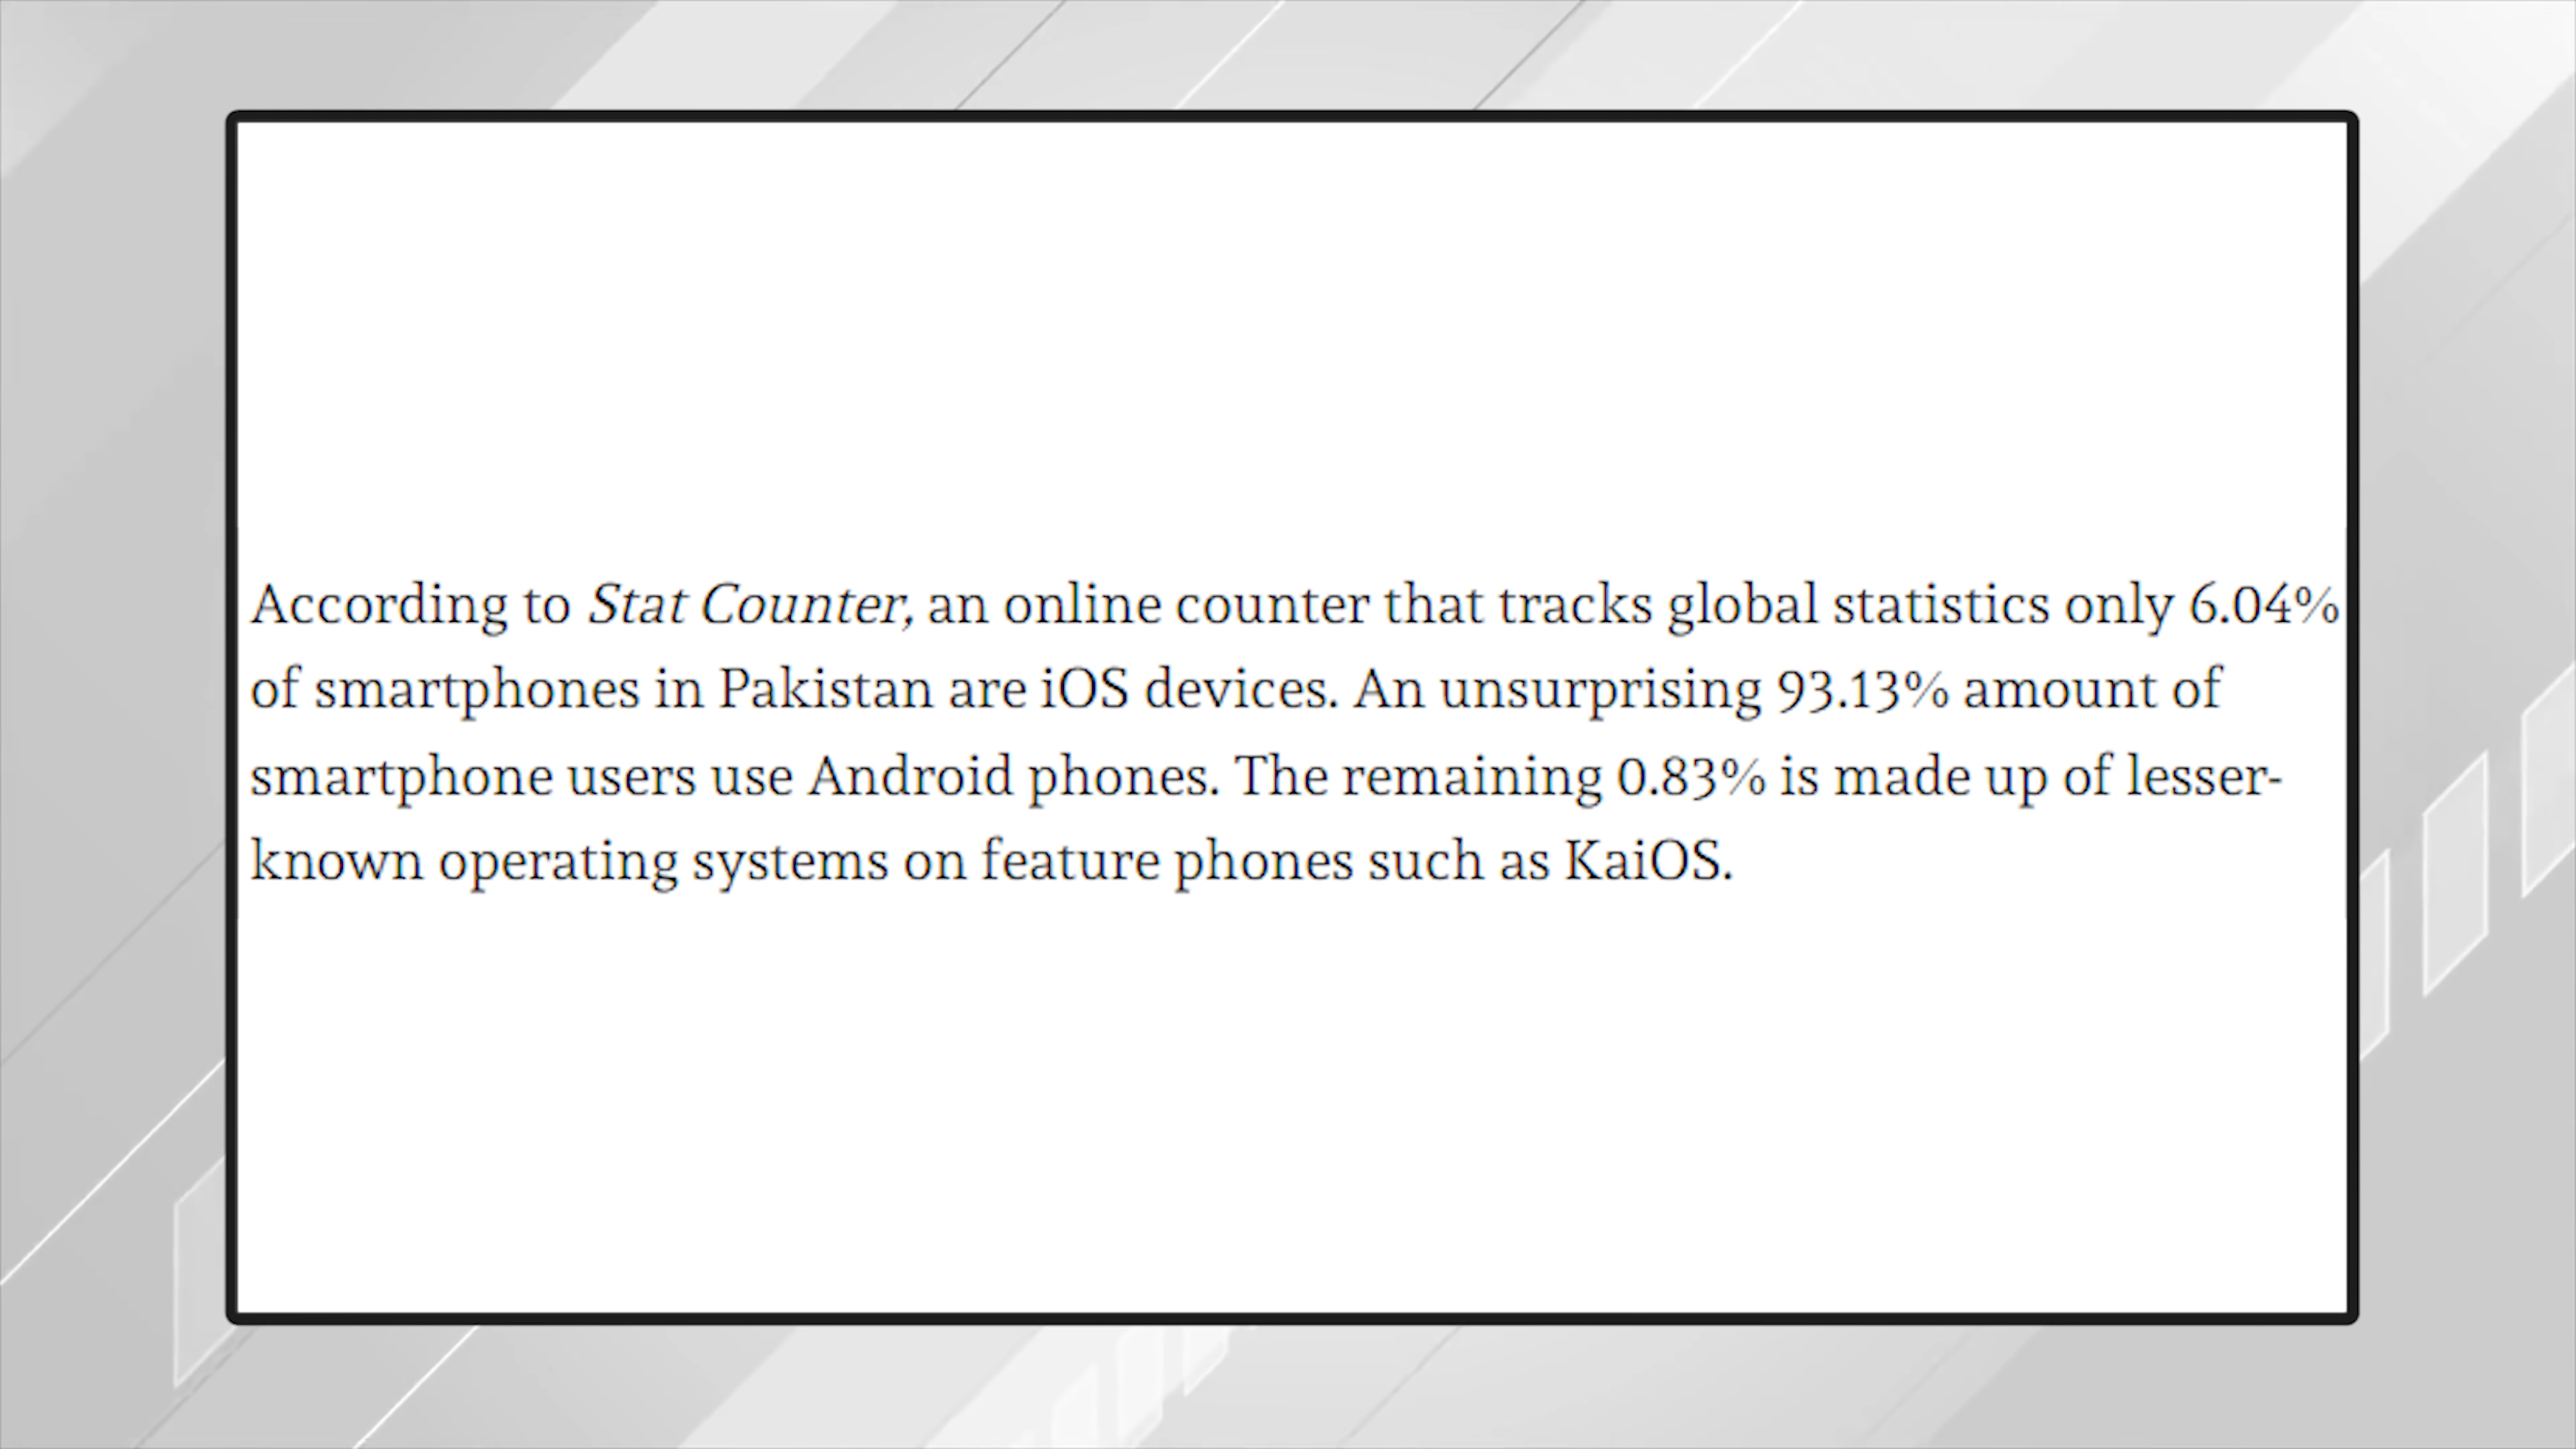 According to Stat Counter, an online counter that tracks global statistics only 6.04%
of smartphones in Pakistan are iOS devices. An unsurprising 93.13% amount of
smartphone users use Android phones. The remaining 0.83% is made up of lesser-
known operating systems on feature phones such as KaiOS.